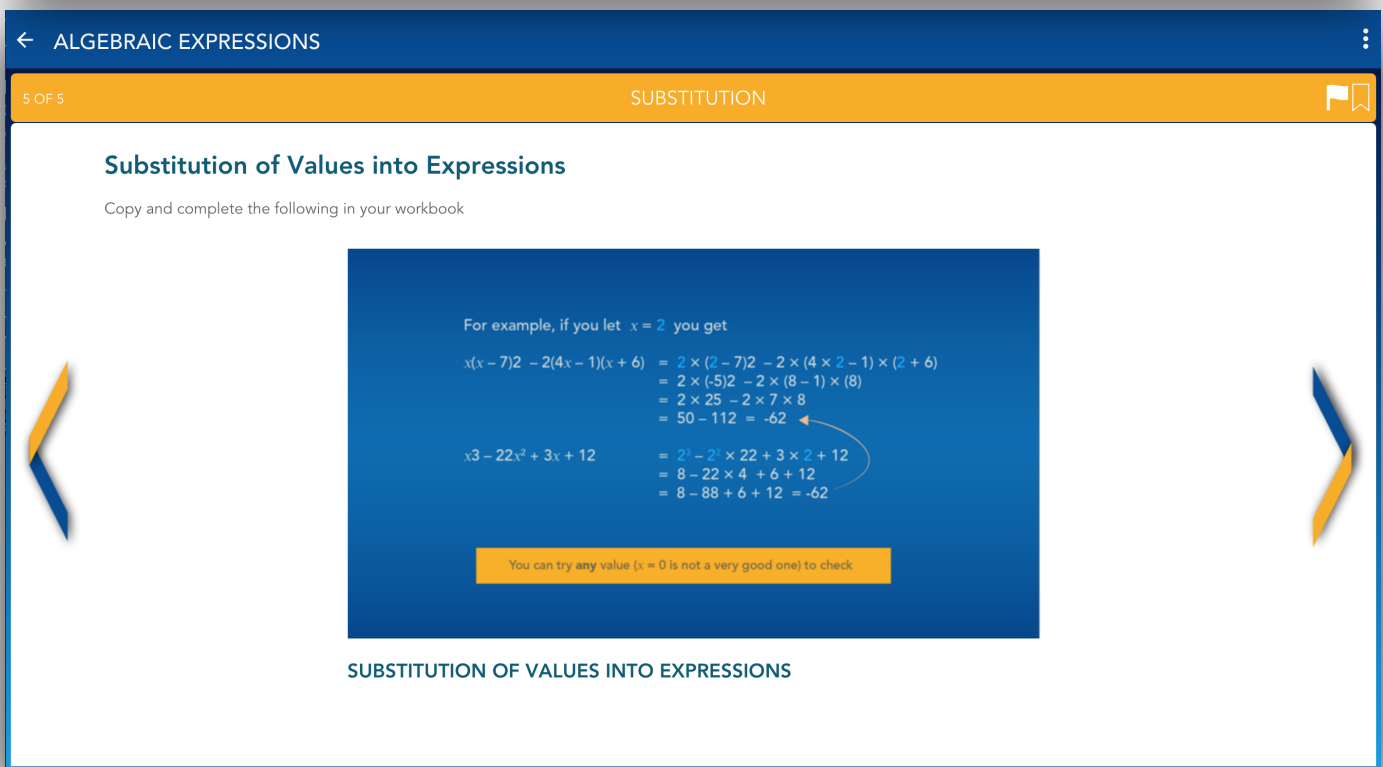 ALGEBRAIC EXPRESSIONS
5 OF 5
SUBSTITUTION
Substitution of Values into Expressions
Copy and complete the following in your workbook
For example, if you let x = 2 you get
x(x – 7)2 – 2(4x – 1)(x + 6) = 2 × (2 – 7)2 – 2 × (4 × 2 – 1) × (2 + 6)
= 2 × (-5)2 – 2 × (8 – 1) × (8)
= 2 × 25 – 2 × 7 × 8
= 50 – 112 = -62
x3 – 22x² + 3x + 12 = 2³ – 2² × 22 + 3 × 2 + 12
= 8 – 22 × 4 + 6 + 12
= 8 – 88 + 6 + 12 = -62
You can try any value (x = 0 is not a very good one) to check
SUBSTITUTION OF VALUES INTO EXPRESSIONS